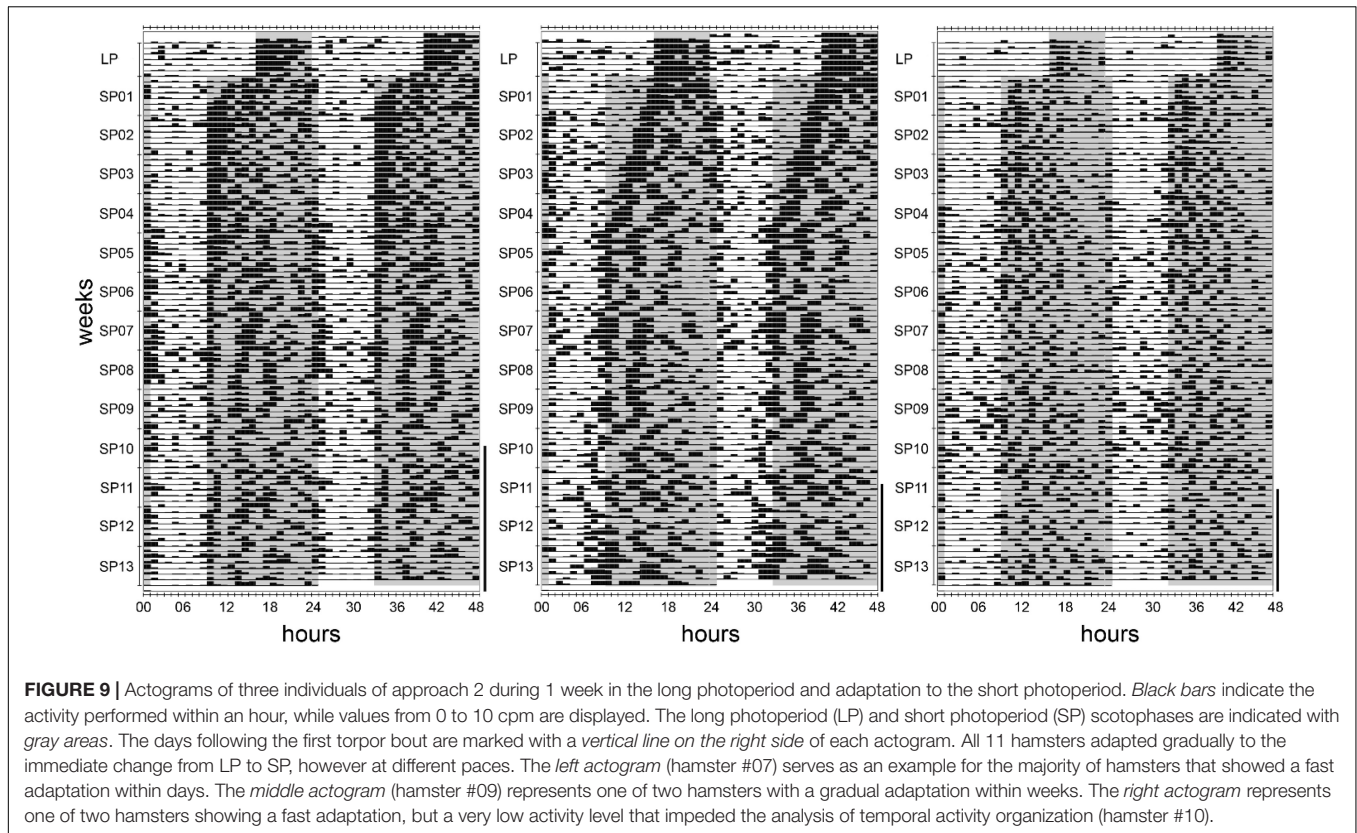 LP
SP01
SP02
SP03
SP04
SP05
SP06
SP07
SP08
SP09
SP10
SP11
SP12
SP13
weeks
00 06 12 18 24 30 36 42 48
hours
LP
SP01
SP02
SP03
SP04
SP05
SP06
SP07
SP08
SP09
SP10
SP11
SP12
SP13
00 06 12 18 24 30 36 42 48
hours
LP
SP01
SP02
SP03
SP04
SP05
SP06
SP07
SP08
SP09
SP10
SP11
SP12
SP13
00 06 12 18 24 30 36 42 48
hours
FIGURE 9 | Actograms of three individuals of approach 2 during 1 week in the long photoperiod and adaptation to the short photoperiod. Black bars indicate the
activity performed within an hour, while values from 0 to 10 cpm are displayed. The long photoperiod (LP) and short photoperiod (SP) scotophases are indicated with
gray areas. The days following the first torpor bout are marked with a vertical line on the right side of each actogram. All 11 hamsters adapted gradually to the
immediate change from LP to SP, however at different paces. The left actogram (hamster #07) serves as an example for the majority of hamsters that showed a fast
adaptation within days. The middle actogram (hamster #09) represents one of two hamsters with a gradual adaptation within weeks. The right actogram represents
one of two hamsters showing a fast adaptation, but a very low activity level that impeded the analysis of temporal activity organization (hamster #10).